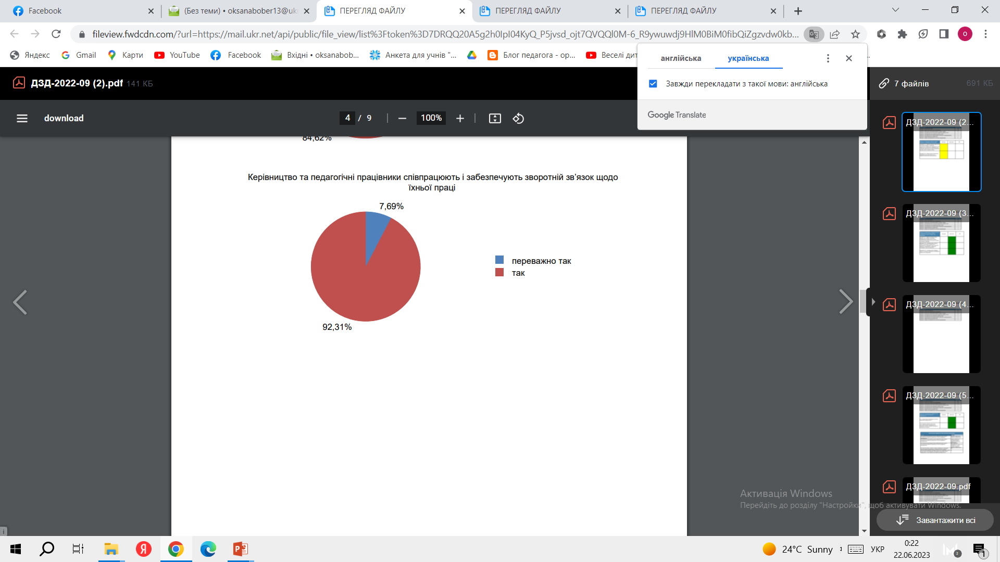 Facebook
(Без теми) • oksanabober13@uk
ПЕРЕГЛЯД ФАЙЛУ
ПЕРЕГЛЯД ФАЙЛУ
ПЕРЕГЛЯД ФАЙЛУ
fileview.fwdcdn.com/?url=https://mail.ukr.net/api/public/file_view/list%3Ftoken%3D7DRQQ20A5g2h0IpI04KyQ_P5jvsd_ojt7QVQQl0M-6_R9ywuwdj9HlM0BiM0fibQiZgzvdw0kb...
О
Яндекс
Gmail
Карти
YouTube
Facebook
Вхідні • oksanabob...
Анкета для учнів "...
Блог педагога - ор...
Веселі дит
англійська
українська
Завжди перекладати з такої мови: англійська
Google Translate
ДЗД-2022-09 (2).pdf 141 КБ
7 файлів
691 КБ
download
4 / 9
100%
84,62%
Керівництво та педагогічні працівники співпрацюють і забезпечують зворотній зв’язок щодо
їхньої праці
7,69%
переважно так
так
92,31%
ДЗД-2022-09 (2...
ДЗД-2022-09 (3...
ДЗД-2022-09 (4...
ДЗД-2022-09 (5...
ДЗД-2022-09.pdf
Активація Windows
Перейдіть до розділу "Настройки", щоб активувати Windows.
Завантажити всі
24°C Sunny
УКР
0:22
22.06.2023
3
1